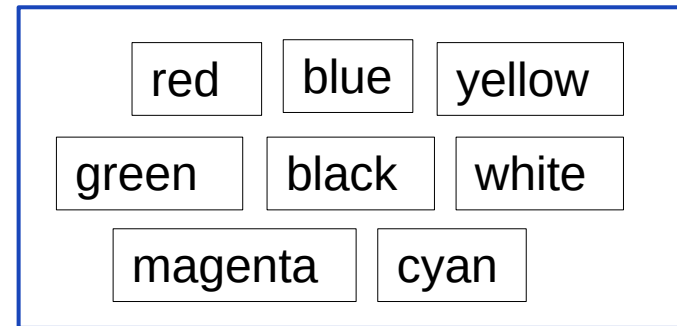 red blue yellow
green black white
magenta cyan